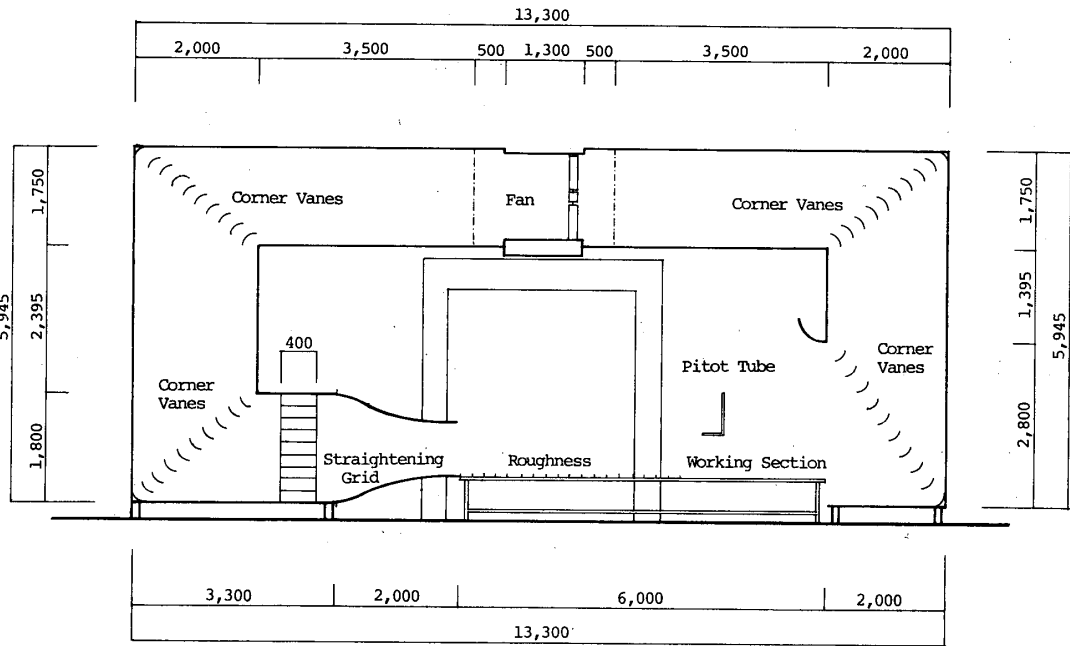 13,300
2,000 3,500 500 1,300 500 3,500 2,000
Corner Vanes
Fan
Corner Vanes
1,750
2,395
1,800
5,945
1,750
1,395
2,800
5,945
400
Corner
Vanes
Pitot Tube
Corner
Vanes
Straightening
Grid
Roughness
Working Section
3,300 2,000 6,000 2,000
13,300